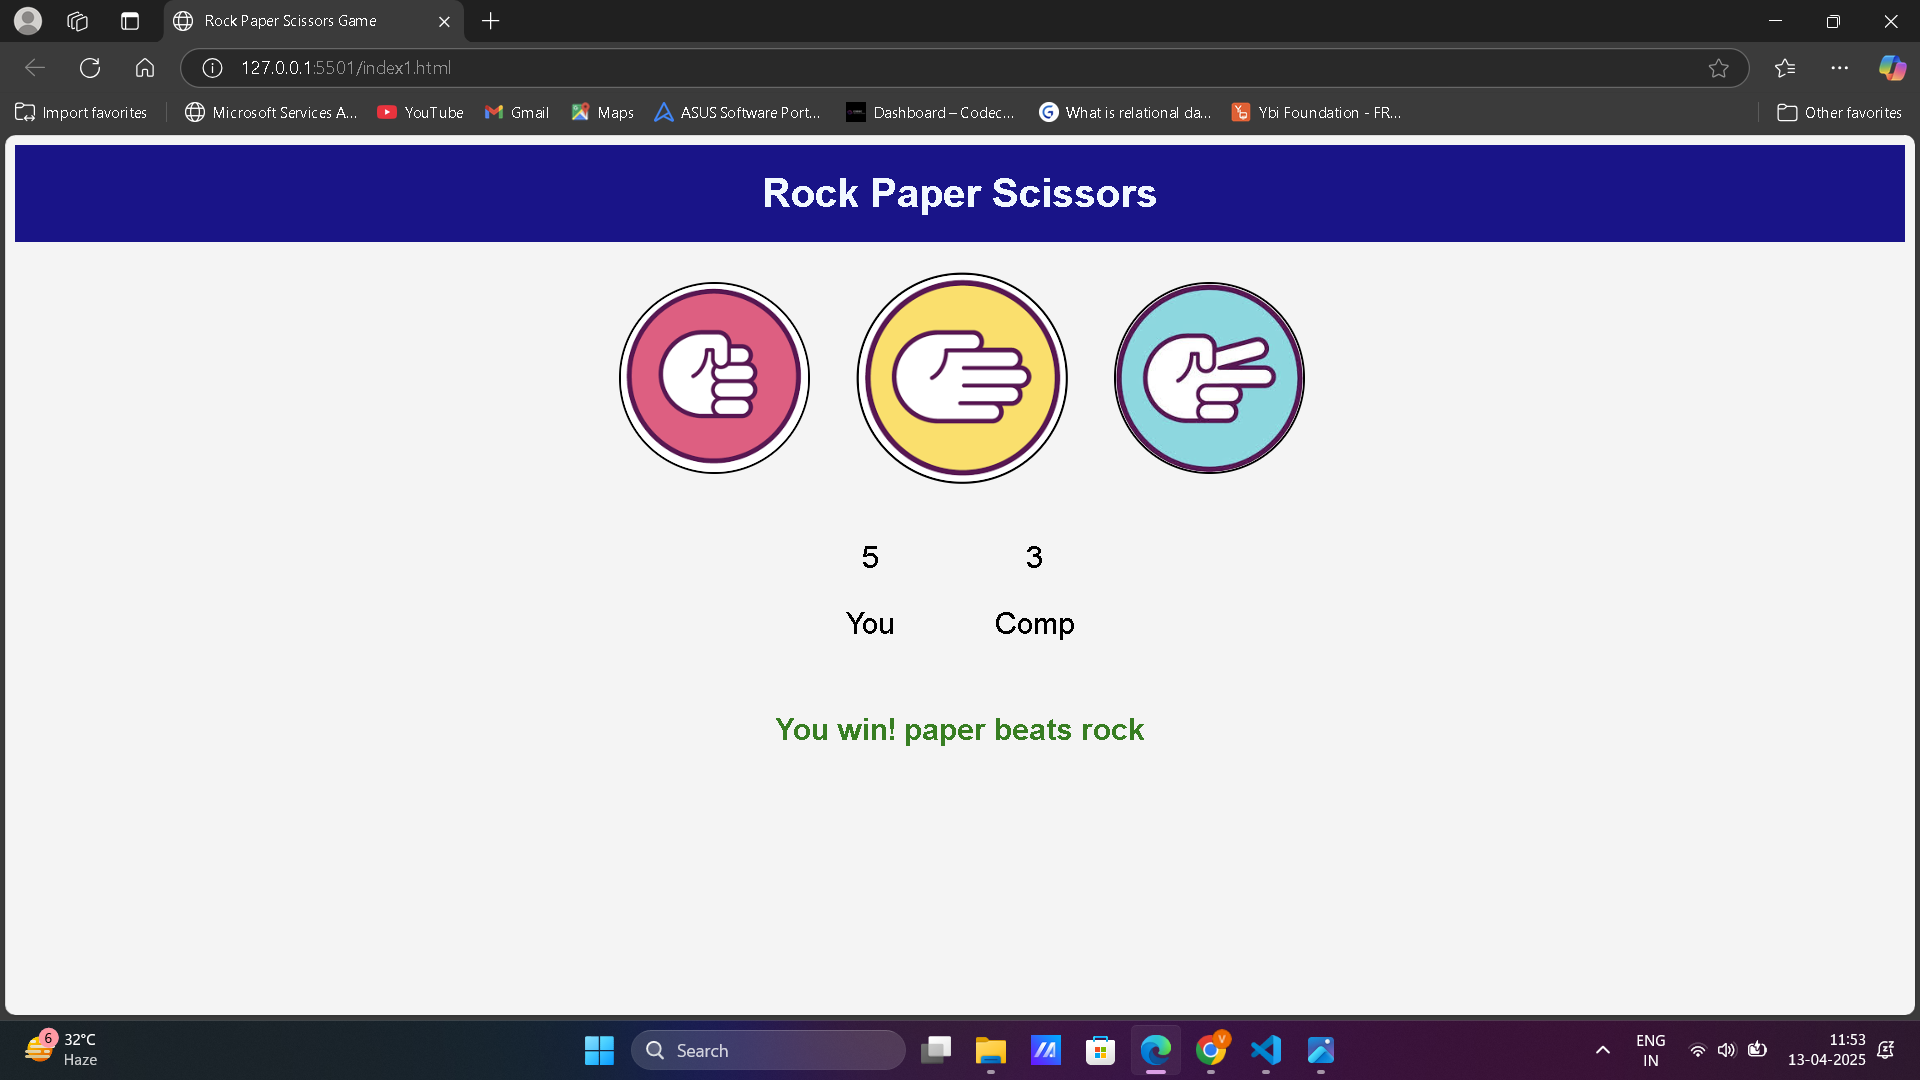 Rock Paper Scissors Game
127.0.0.1:5501/index1.html
Import favorites
Microsoft Services A...
YouTube
Gmail
Maps
ASUS Software Port...
Dashboard – Codec...
What is relational da...
Ybi Foundation - FR...
Other favorites
Rock Paper Scissors
5 3
You Comp
You win! paper beats rock
6
32°C
Haze
Search
V
ENG
IN
11:53
13-04-2025